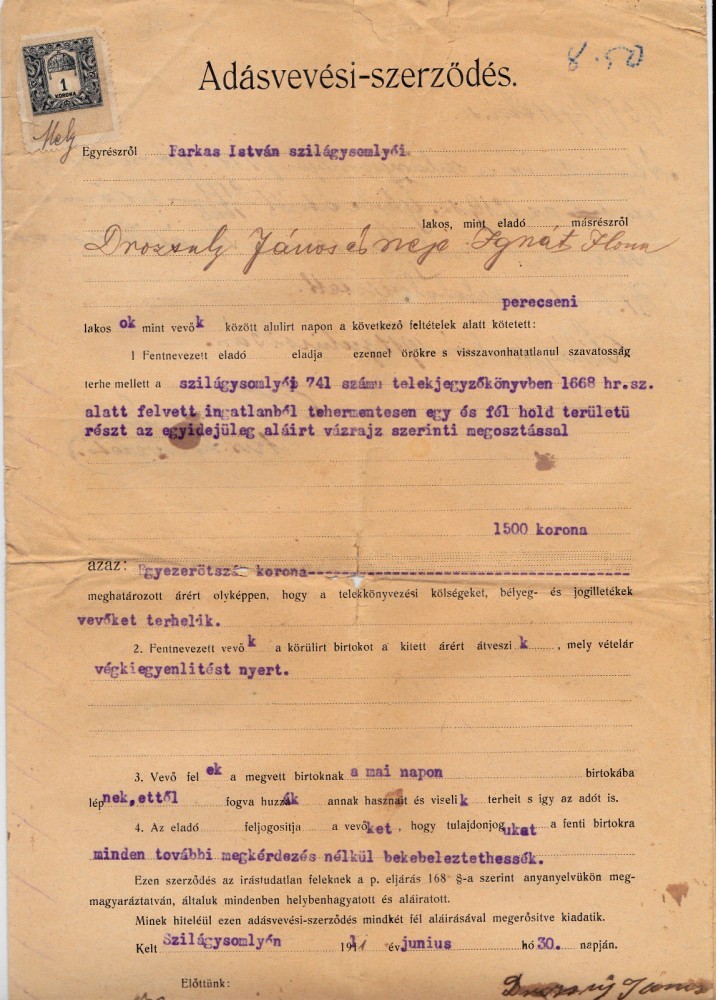 8.50
Adásvevési-szerződés.
1
KORONA
Egyrészről Farkas István szilágysomlyói
lakos, mint eladó másrészről
János és neje Ignát Ilona
perecseni
lakos ok mint vevő k között alulirt napon a következő feltételek alatt köttetett:
1 Fentnevezett eladó eladja ezennel örökre s visszavonhatatlanul szavatosság
terhe mellett a szilágysomlyói 741 számu telekjegyzőkönyvben 1668 hr.sz.
alatt felvett ingatlanból tehermentesen egy és fél hold területü
részt az egyidejüleg aláirt vázrajz szerinti megosztással
1500 korona
azaz: Egyezerötszáz korona---
meghatározott árért olyképpen, hogy a telekkönyvezési kölségeket, bélyeg- és jogilletékek
vevőket terhelik.
2. Fentnevezett vevő k a körülirt birtokot a kitett árért átveszi k , mely vételár
végkiegyenlitést nyert.
3. Vevő fel ek a megvett birtoknak a mai napon birtokába
lép nek, ettől fogva huzz ák annak hasznait és viseli k terheit s igy az adót is.
4. Az eladó feljogositja a vevő ket , hogy tulajdonjog ukat a fenti birtokra
minden további megkérdezés nélkül bekebeleztethessék.
Ezen szerződés az irástudatlan feleknek a p. eljárás 168 §-a szerint anyanyelvükön meg-
magyaráztatván, általuk mindenben helybenhagyatott és aláiratott.
Minek hiteléül ezen adásvevési-szerződés mindkét fél aláirásával megerősitve kiadatik.
Kelt Szilágysomlyón 1911 év junius hó 30. napján.
Előttünk:
János